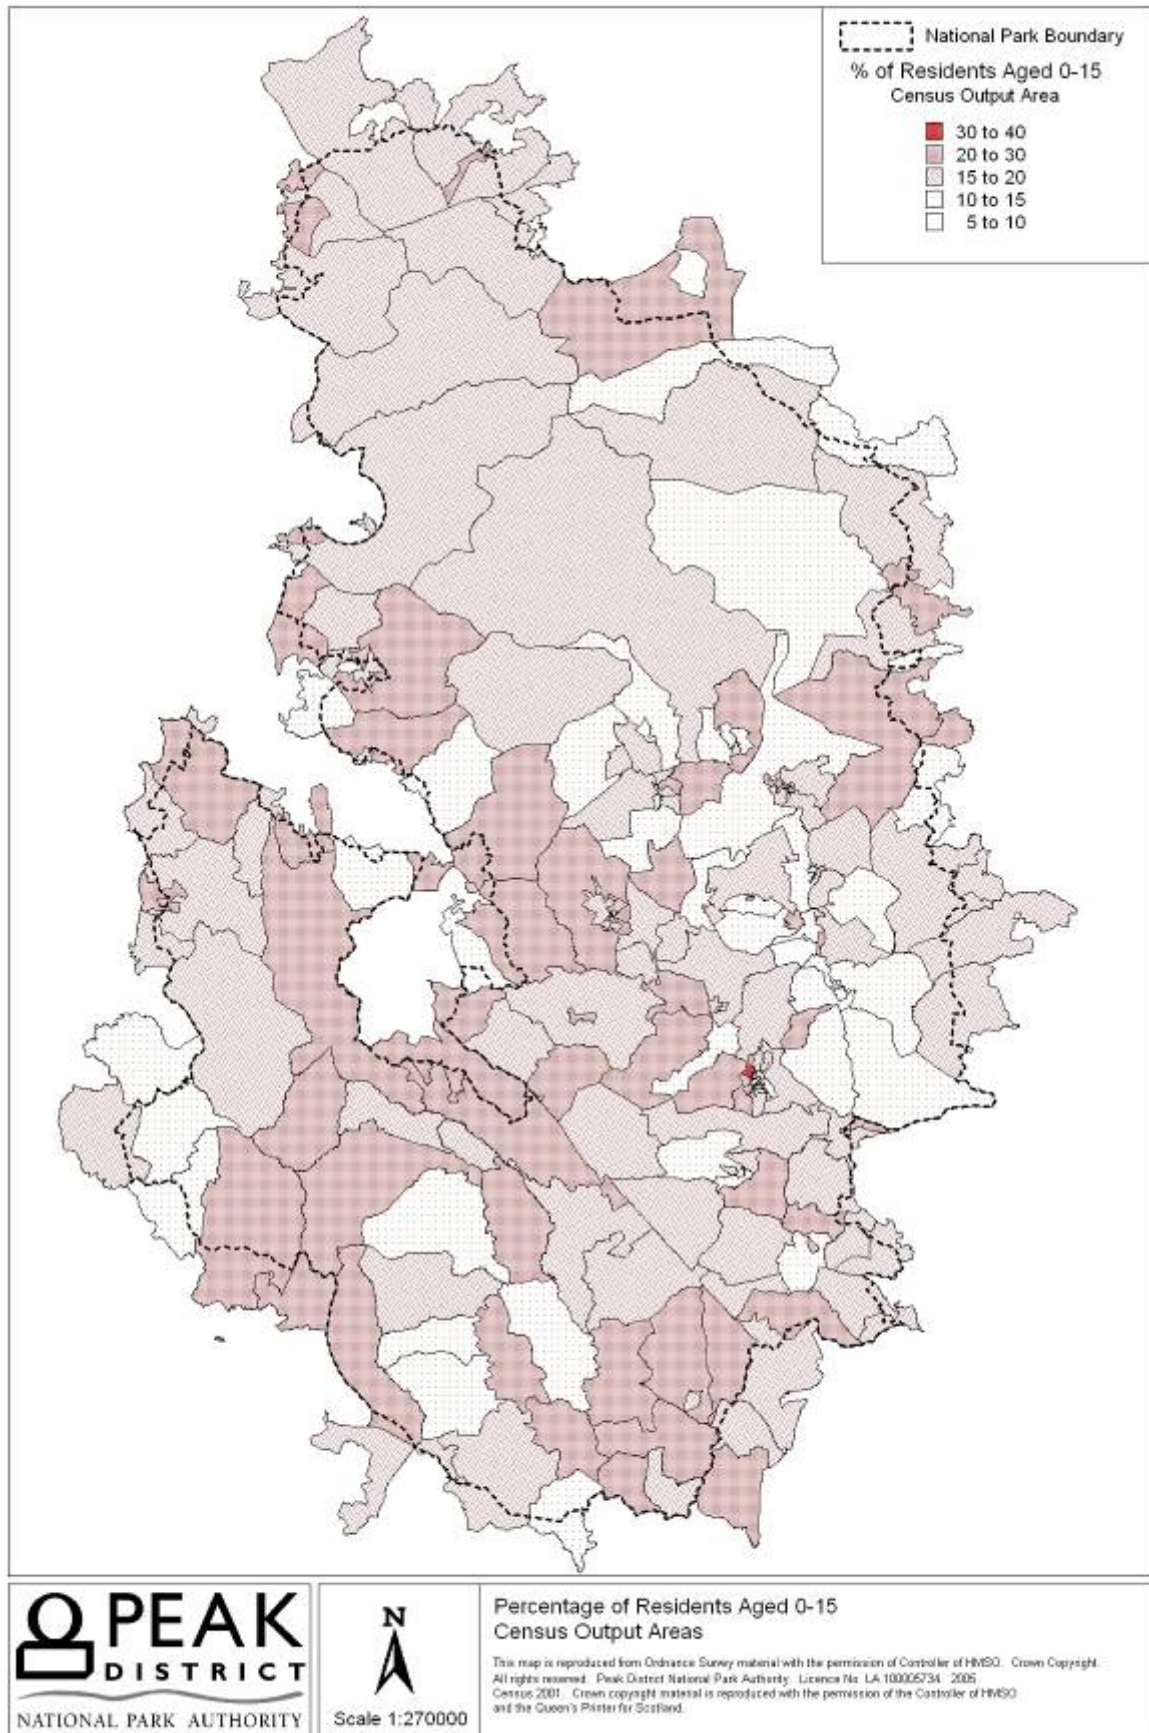 National Park Boundary
% of Residents Aged 0-15
Census Output Area
30 to 40
20 to 30
15 to 20
10 to 15
5 to 10
PEAK
DISTRICT
NATIONAL PARK AUTHORITY
N
Scale 1:270000
Percentage of Residents Aged 0-15
Census Output Areas
This map is reproduced from Ordnance Survey material with the permission of Controller of HMSO. Crown Copyright.
All rights reserved. Peak District National Park Authority. Licence No. LA 100005734. 2005
Census 2001. Crown copyright material is reproduced with the permission of the Controller of HMSO
and the Queen's Printer for Scotland.